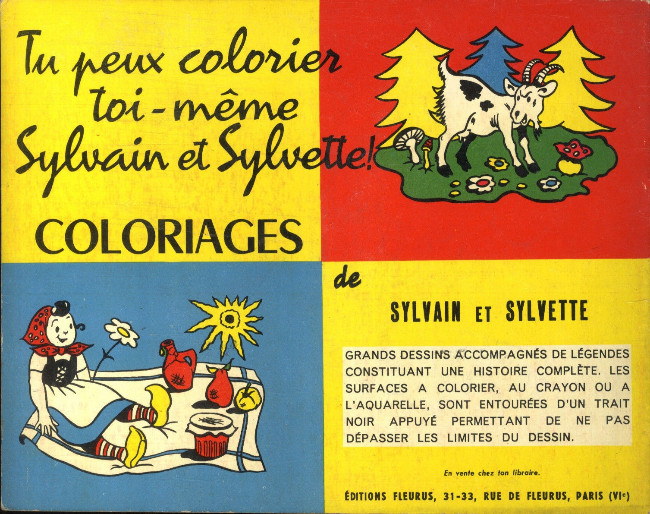 Tu peux colorier
toi-même
Sylvain et Sylvette!
COLORIAGES
de
SYLVAIN ET SYLVETTE
GRANDS DESSINS ACCOMPAGNÉS DE LÉGENDES
CONSTITUANT UNE HISTOIRE COMPLÈTE. LES
SURFACES A COLORIER, AU CRAYON OU A
L'AQUARELLE, SONT ENTOURÉES D'UN TRAIT
NOIR APPUYÉ PERMETTANT DE NE PAS
DÉPASSER LES LIMITES DU DESSIN.
En vente chez ton libraire.
ÉDITIONS FLEURUS, 31-33, RUE DE FLEURUS, PARIS (VIe)